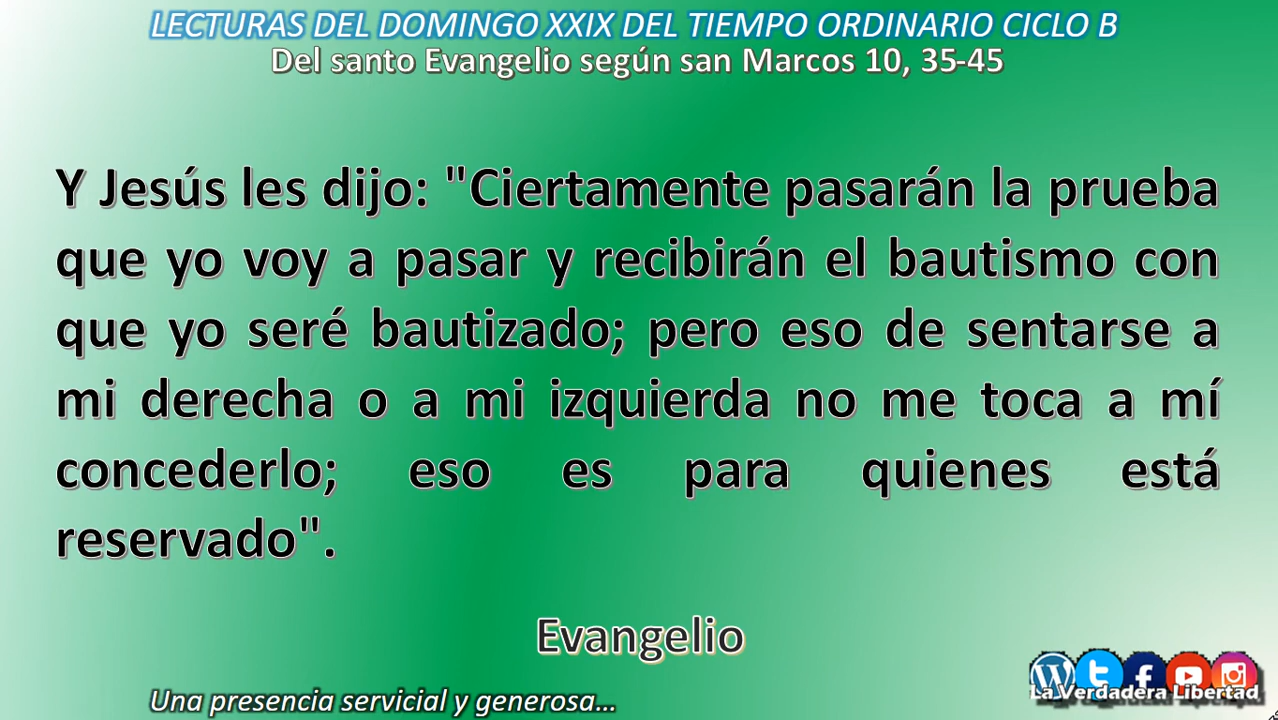 LECTURAS DEL DOMINGO XXIX DEL TIEMPO ORDINARIO CICLO B
Del santo Evangelio según san Marcos 10, 35-45
Y Jesús les dijo: "Ciertamente pasarán la prueba
que yo voy a pasar y recibirán el bautismo con
que yo seré bautizado; pero eso de sentarse a
mi derecha o a mi izquierda no me toca a mí
concederlo; eso es para quienes está
reservado".
Evangelio
La Verdadera Libertad
Una presencia servicial y generosa...